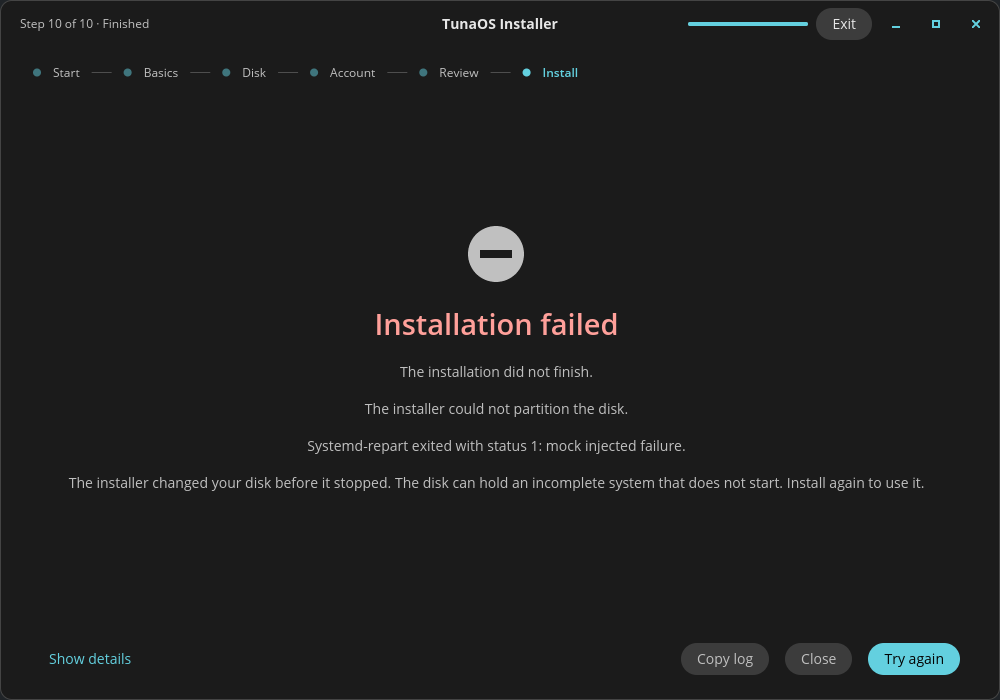 Step 10 of 10 · Finished
TunaOS Installer
Exit
Start
Basics
Disk
Account
Review
Install
Installation failed
The installation did not finish.
The installer could not partition the disk.
Systemd-repart exited with status 1: mock injected failure.
The installer changed your disk before it stopped. The disk can hold an incomplete system that does not start. Install again to use it.
Show details
Copy log
Close
Try again